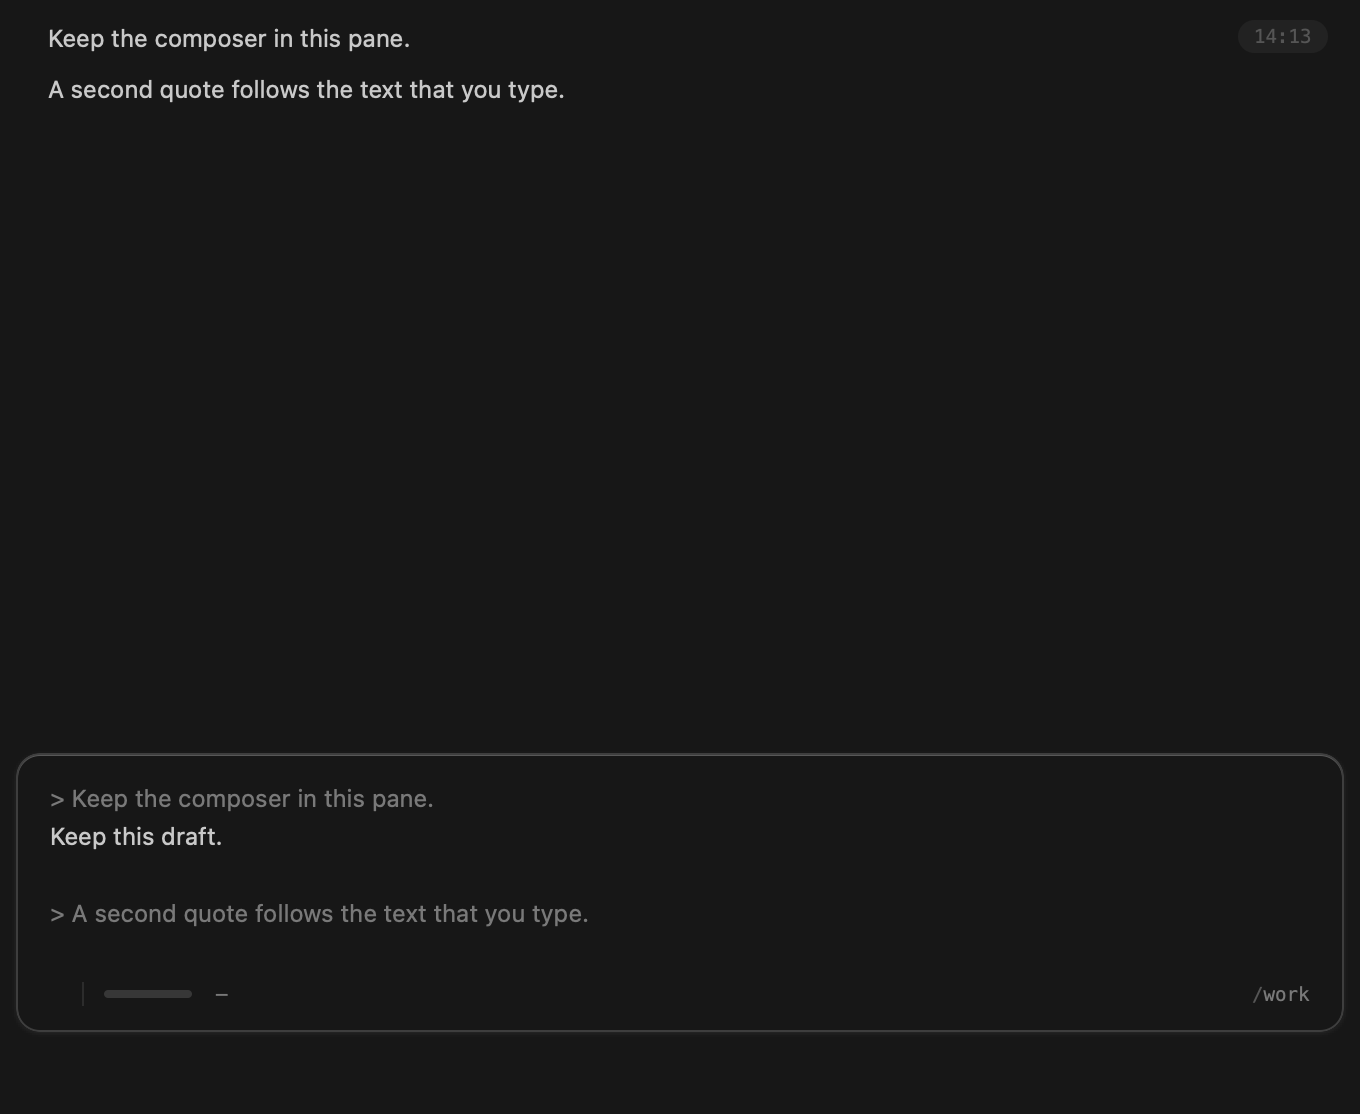 Keep the composer in this pane.
14:13
A second quote follows the text that you type.
> Keep the composer in this pane.
Keep this draft.
> A second quote follows the text that you type.
–
/work